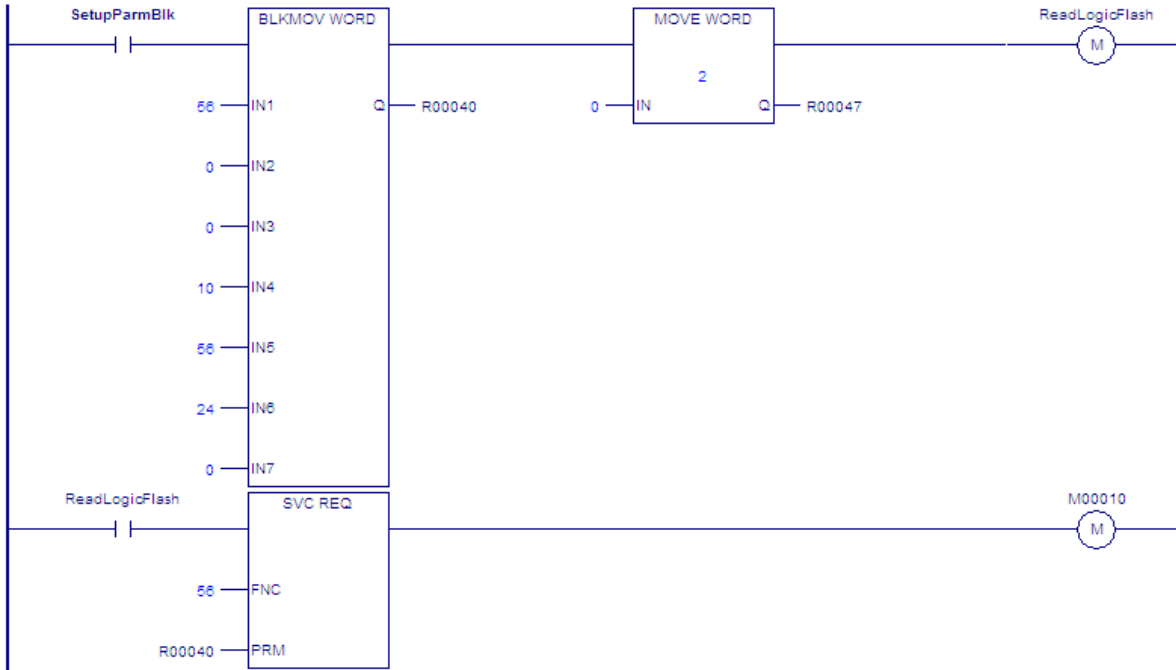 SetupParmBlk BLKMOV WORD MOVE WORD ReadLogicFlash
M
2
56 IN1 Q R00040 0 IN Q R00047
0 IN2
0 IN3
10 IN4
56 IN5
24 IN6
0 IN7
ReadLogicFlash SVC REQ M00010
M
56 FNC
R00040 PRM